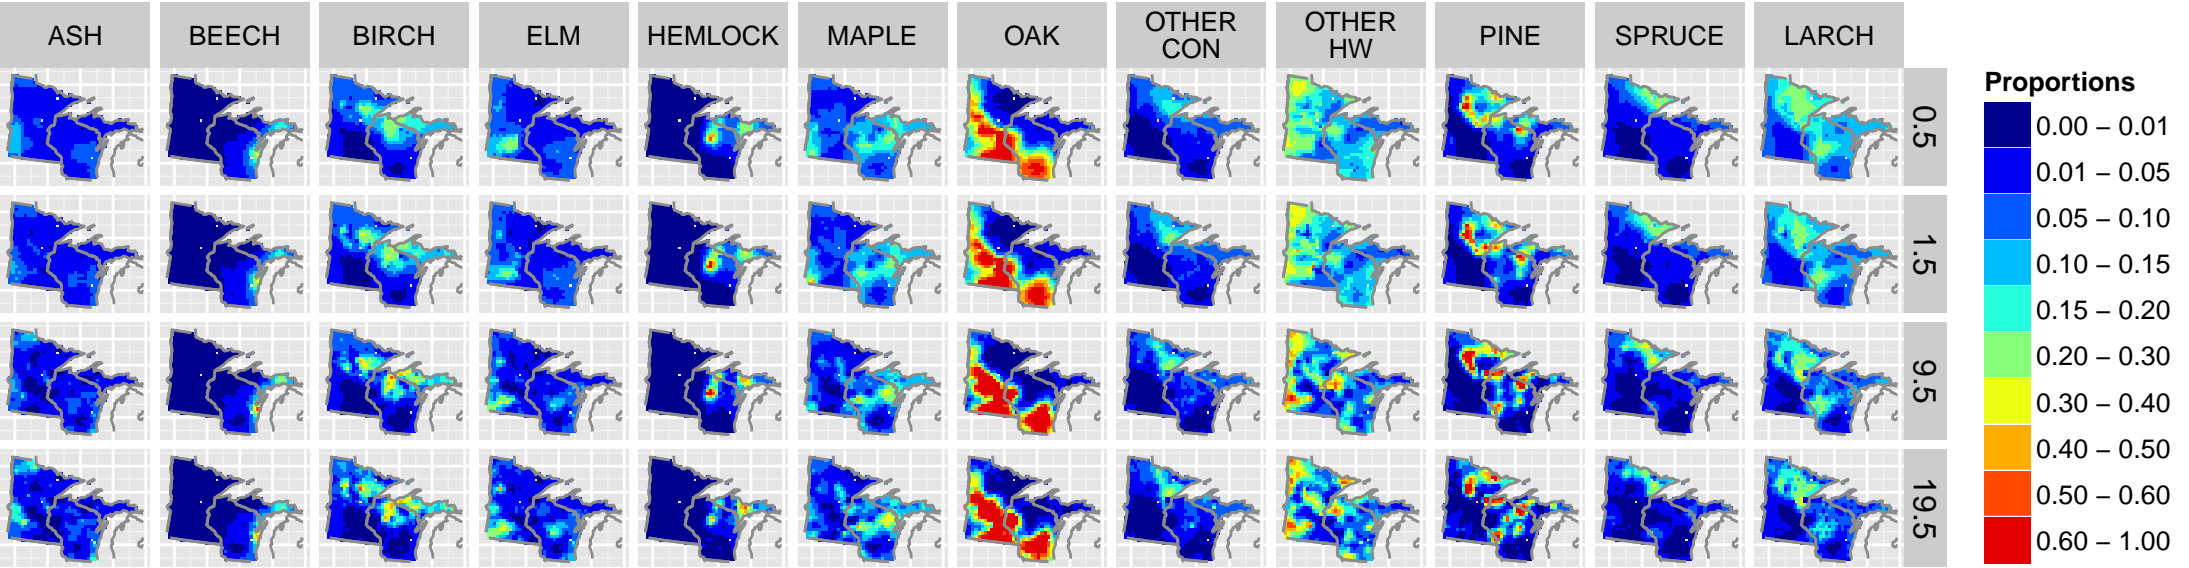 ASH
BEECH
BIRCH
ELM
HEMLOCK
MAPLE
OAK
OTHER
CON
OTHER
HW
PINE
SPRUCE
LARCH
0.5
1.5
9.5
19.5
Proportions
0.00 – 0.01
0.01 – 0.05
0.05 – 0.10
0.10 – 0.15
0.15 – 0.20
0.20 – 0.30
0.30 – 0.40
0.40 – 0.50
0.50 – 0.60
0.60 – 1.00